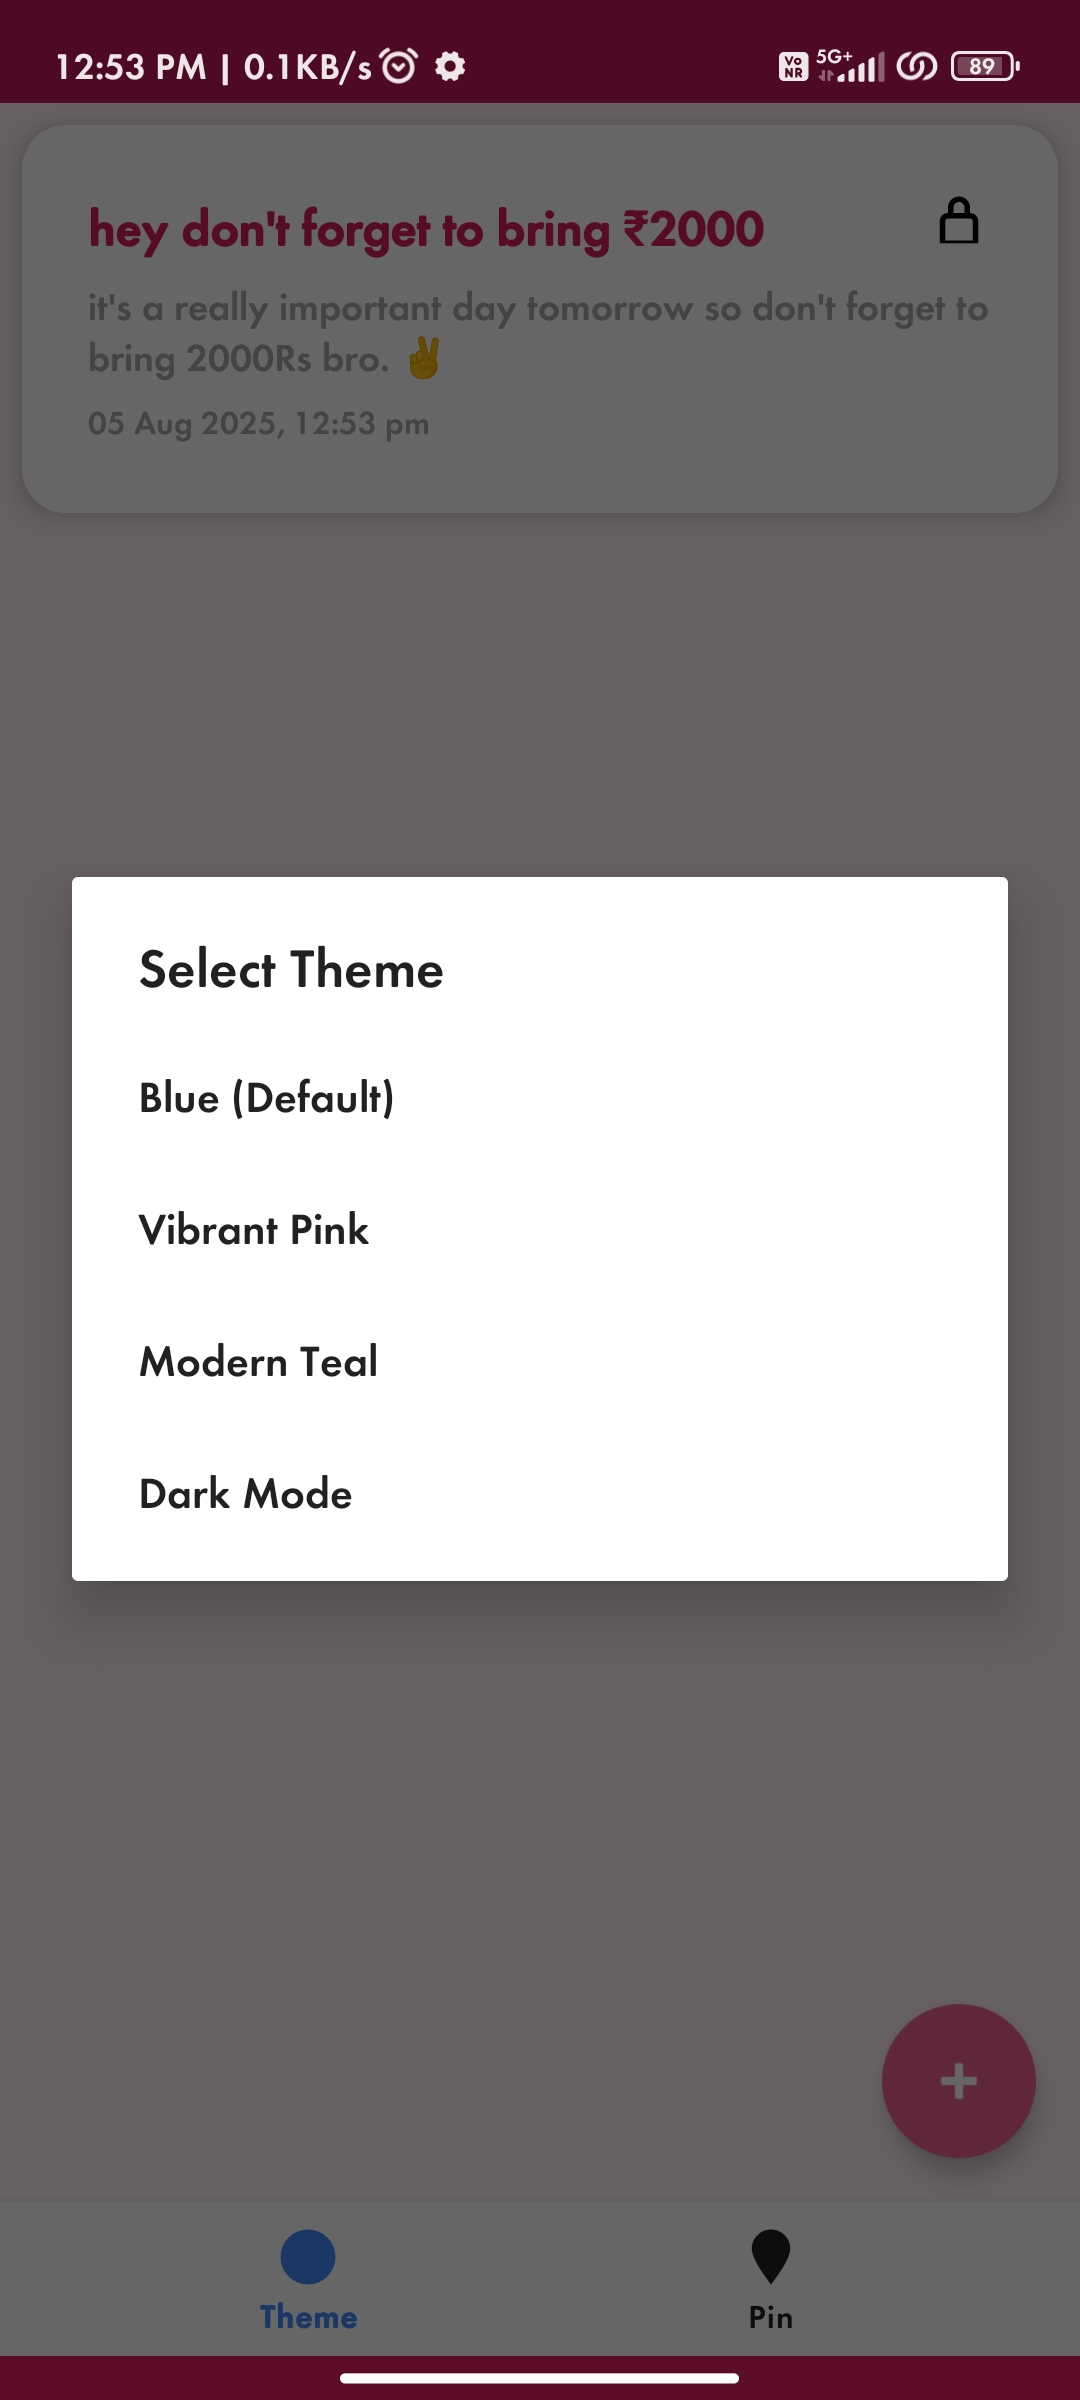 12:53 PM | 0.1KB/s
Vo
NR
5G+
89
hey don't forget to bring ₹2000
it's a really important day tomorrow so don't forget to
bring 2000Rs bro. ✌️
05 Aug 2025, 12:53 pm
Select Theme
Blue (Default)
Vibrant Pink
Modern Teal
Dark Mode
Theme
Pin